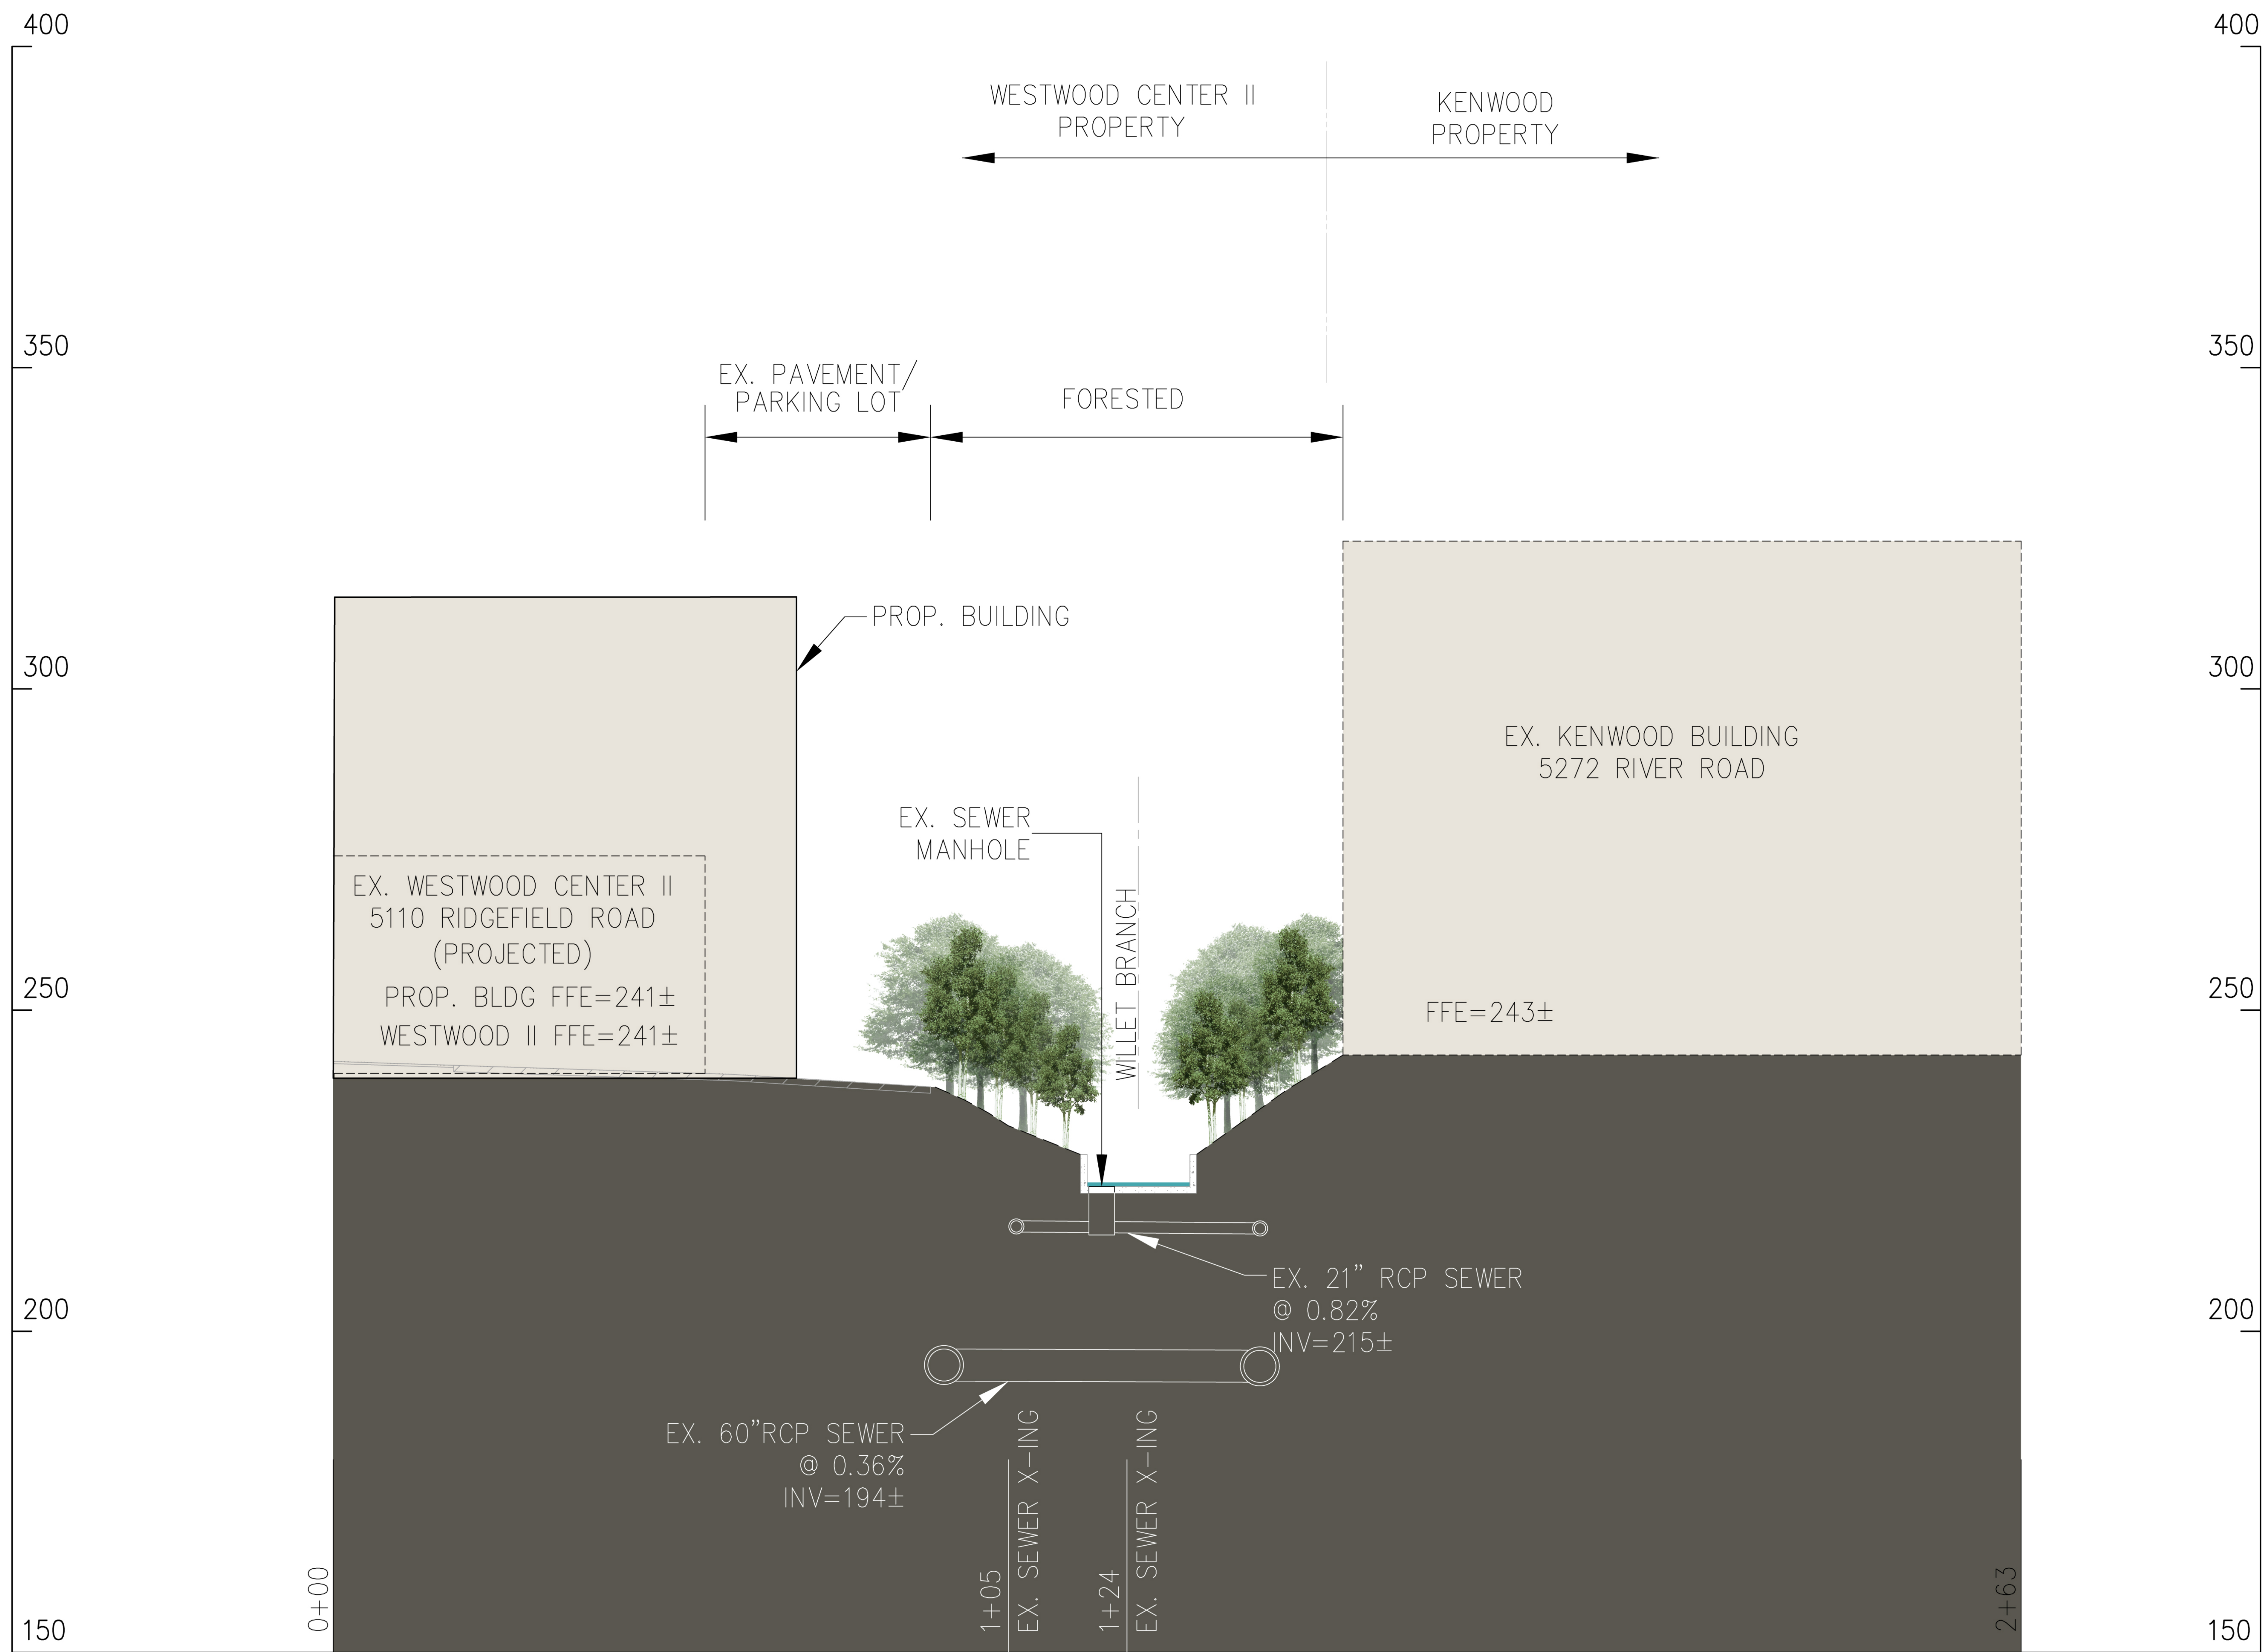 400
400
WESTWOOD CENTER II
PROPERTY
KENWOOD
PROPERTY
350
350
EX. PAVEMENT/
PARKING LOT
FORESTED
PROP. BUILDING
300
300
EX. KENWOOD BUILDING
5272 RIVER ROAD
EX. SEWER
MANHOLE
WILLET BRANCH
EX. WESTWOOD CENTER II
5110 RIDGEFIELD ROAD
(PROJECTED)
PROP. BLDG FFE=241±
WESTWOOD II FFE=241±
250
250
FFE=243±
EX. 21" RCP SEWER
@ 0.82%
INV=215±
200
200
EX. 60"RCP SEWER
@ 0.36%
INV=194±
0+00
1+05
EX. SEWER X-ING
1+24
EX. SEWER X-ING
2+63
150
150